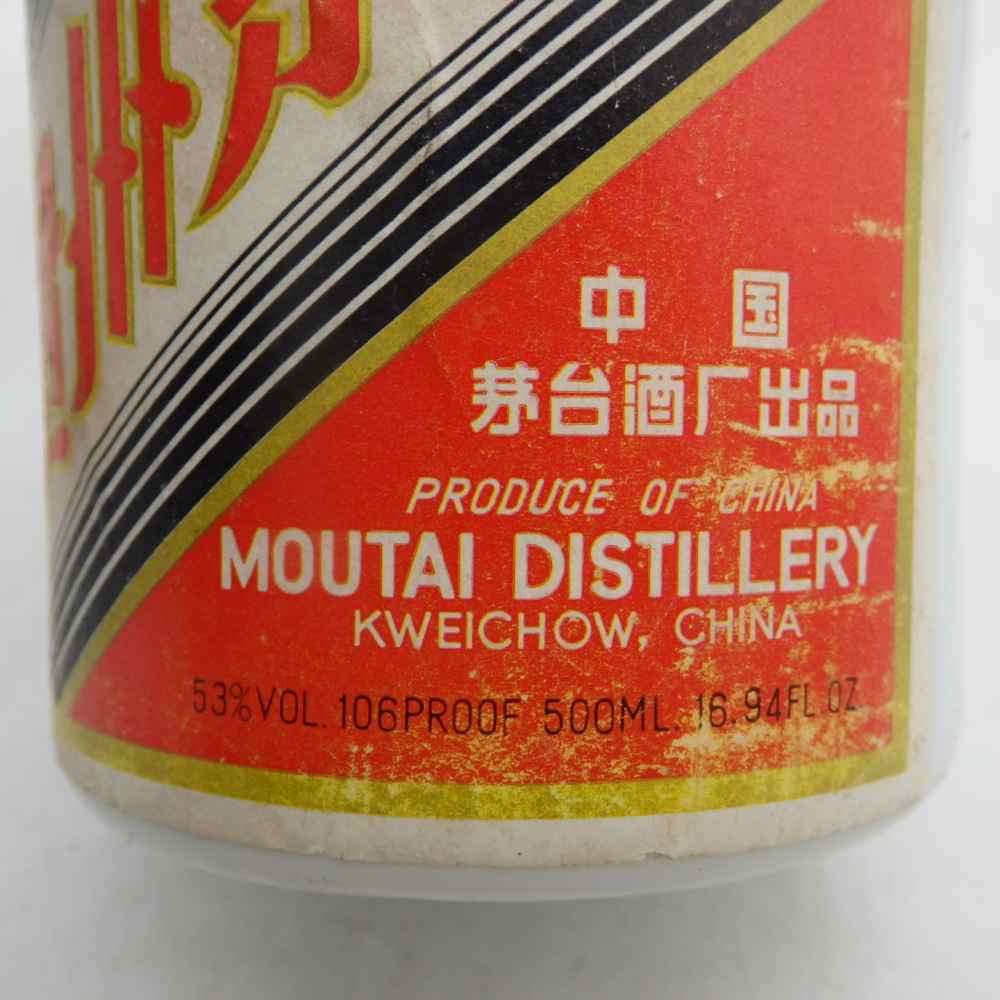 中国
茅台酒厂出品
PRODUCE OF CHINA
MOUTAI DISTILLERY
KWEICHOW, CHINA
53%VOL. 106PROOF 500ML. 16.94FL.OZ